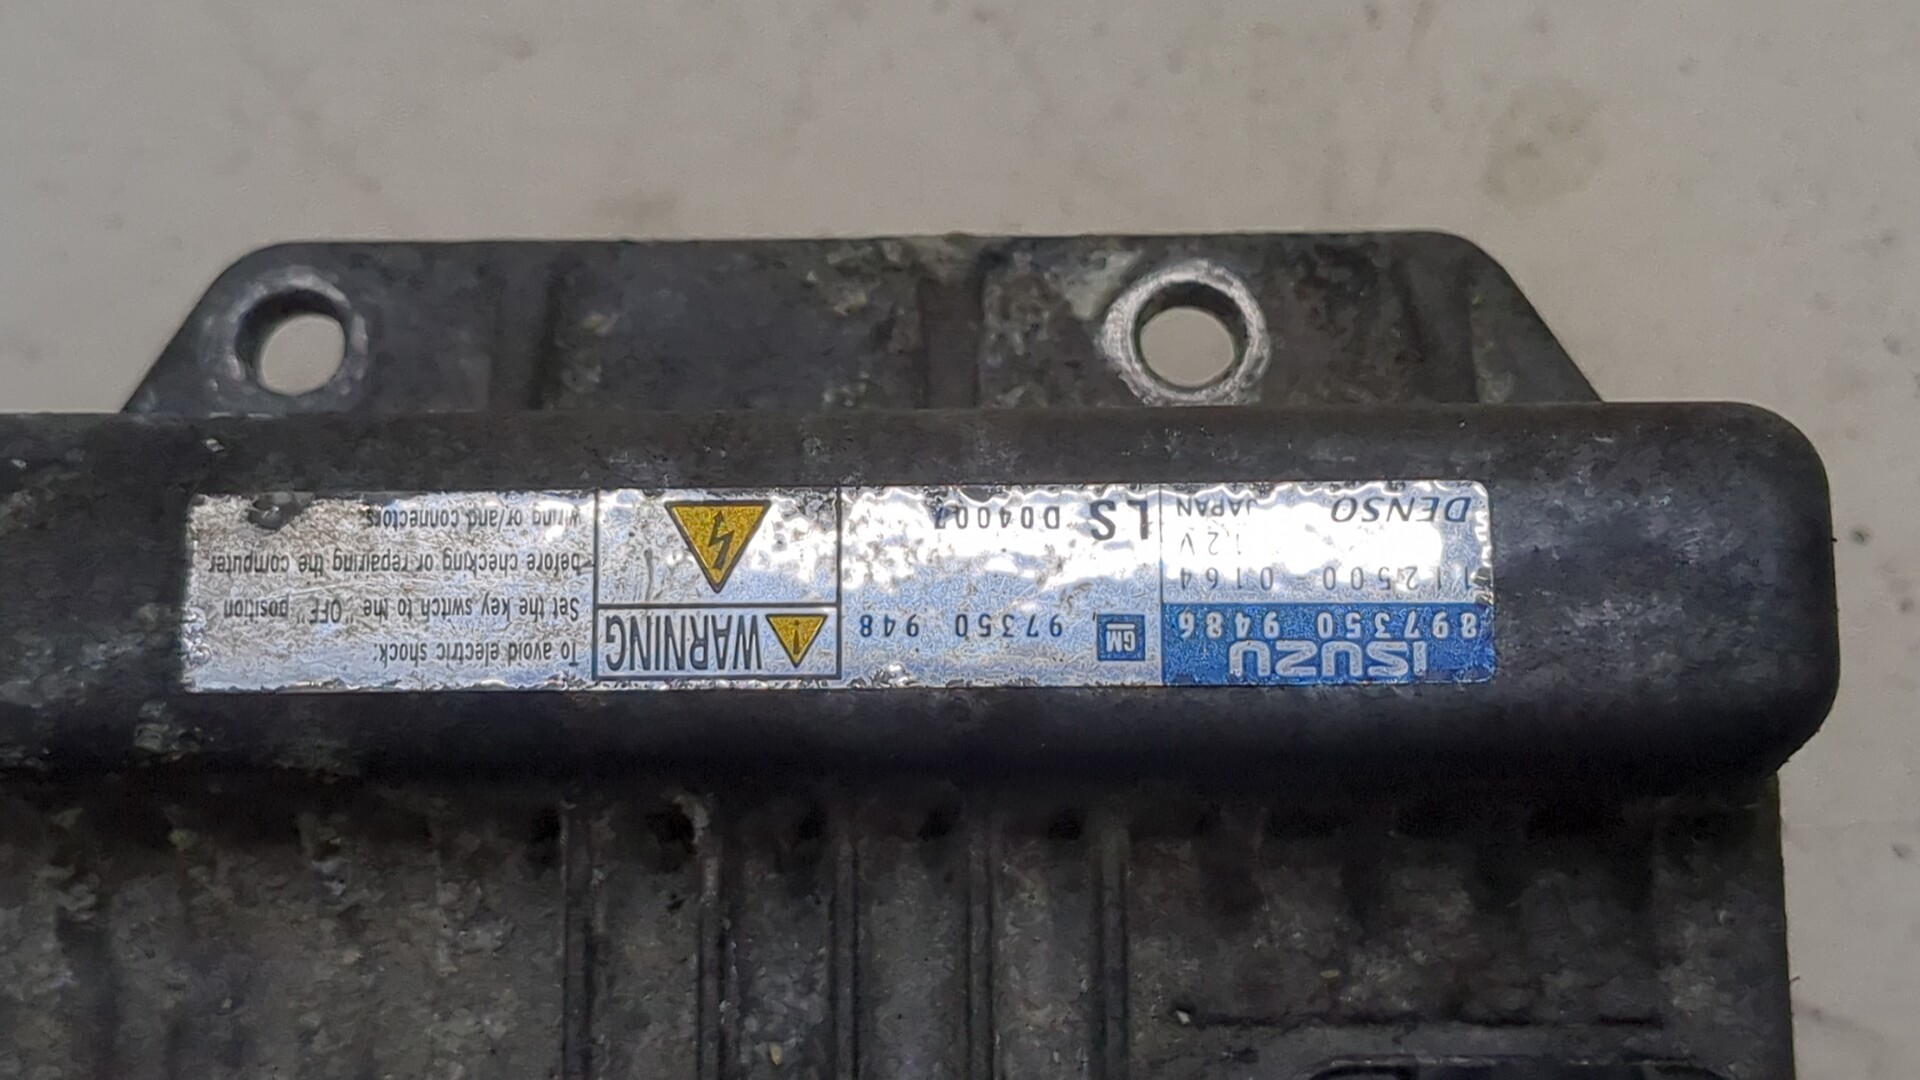 ISUZU
897350 9486
112500-0164
12V
DENSO JAPAN
GM 97350 948
LS D04007
WARNING
To avoid electric shock:
Set the key switch to the "OFF" position
before checking or repairing the computer
wiring or/and connectors.